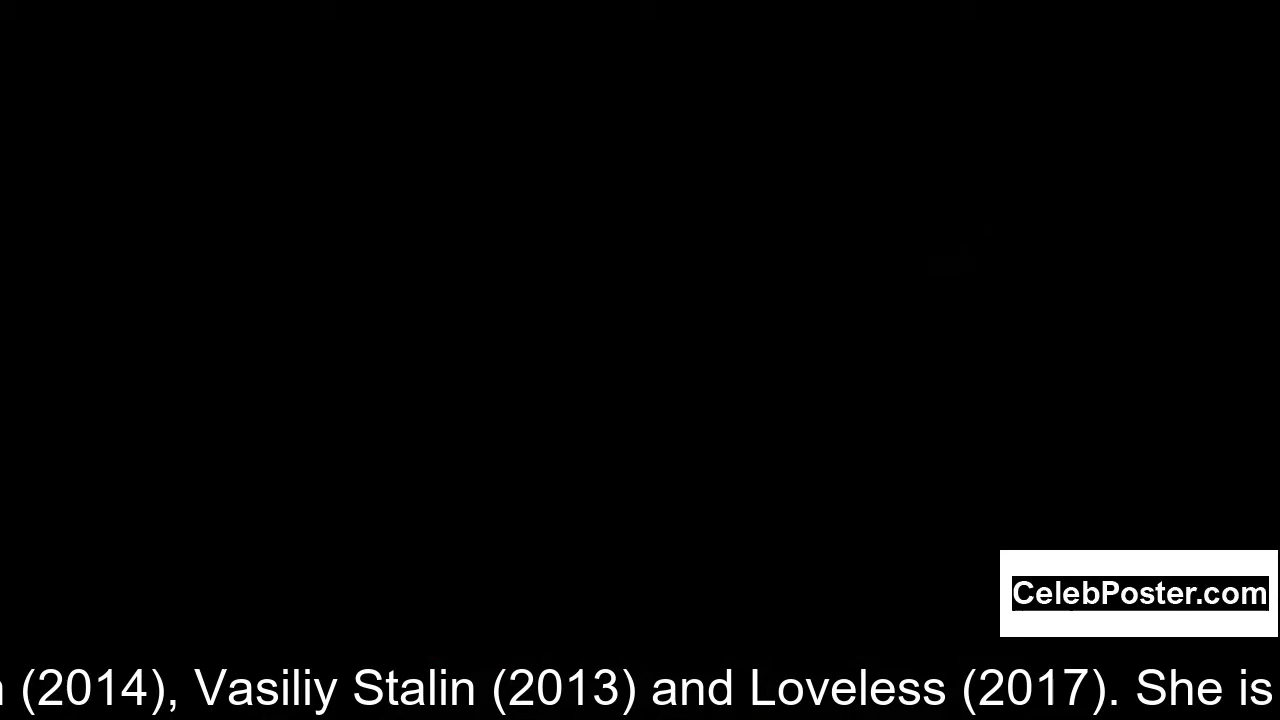 CelebPoster.com
(2014), Vasiliy Stalin (2013) and Loveless (2017). She is